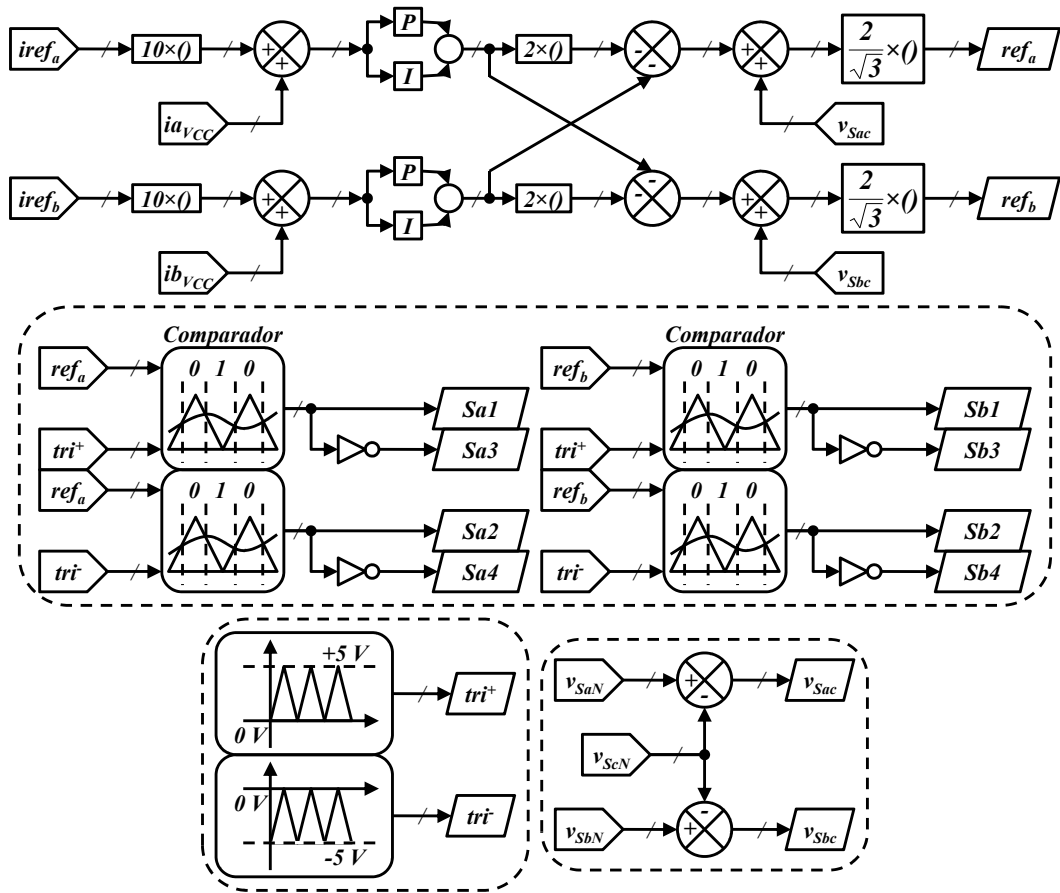 iref_a 10×() + + P I 2×() - - + + 2/√3 ×() ref_a
ia_VCC v_Sac
iref_b 10×() + + P I 2×() - - + + 2/√3 ×() ref_b
ib_VCC v_Sbc
Comparador Comparador
ref_a 0 1 0 ref_b 0 1 0
Sa1 Sb1
tri⁺ Sa3 tri⁺ Sb3
ref_a 0 1 0 ref_b 0 1 0
Sa2 Sb2
tri⁻ Sa4 tri⁻ Sb4
+5 V
tri⁺
0 V
0 V
tri⁻
-5 V
v_SaN + - v_Sac
v_ScN
v_SbN + - v_Sbc